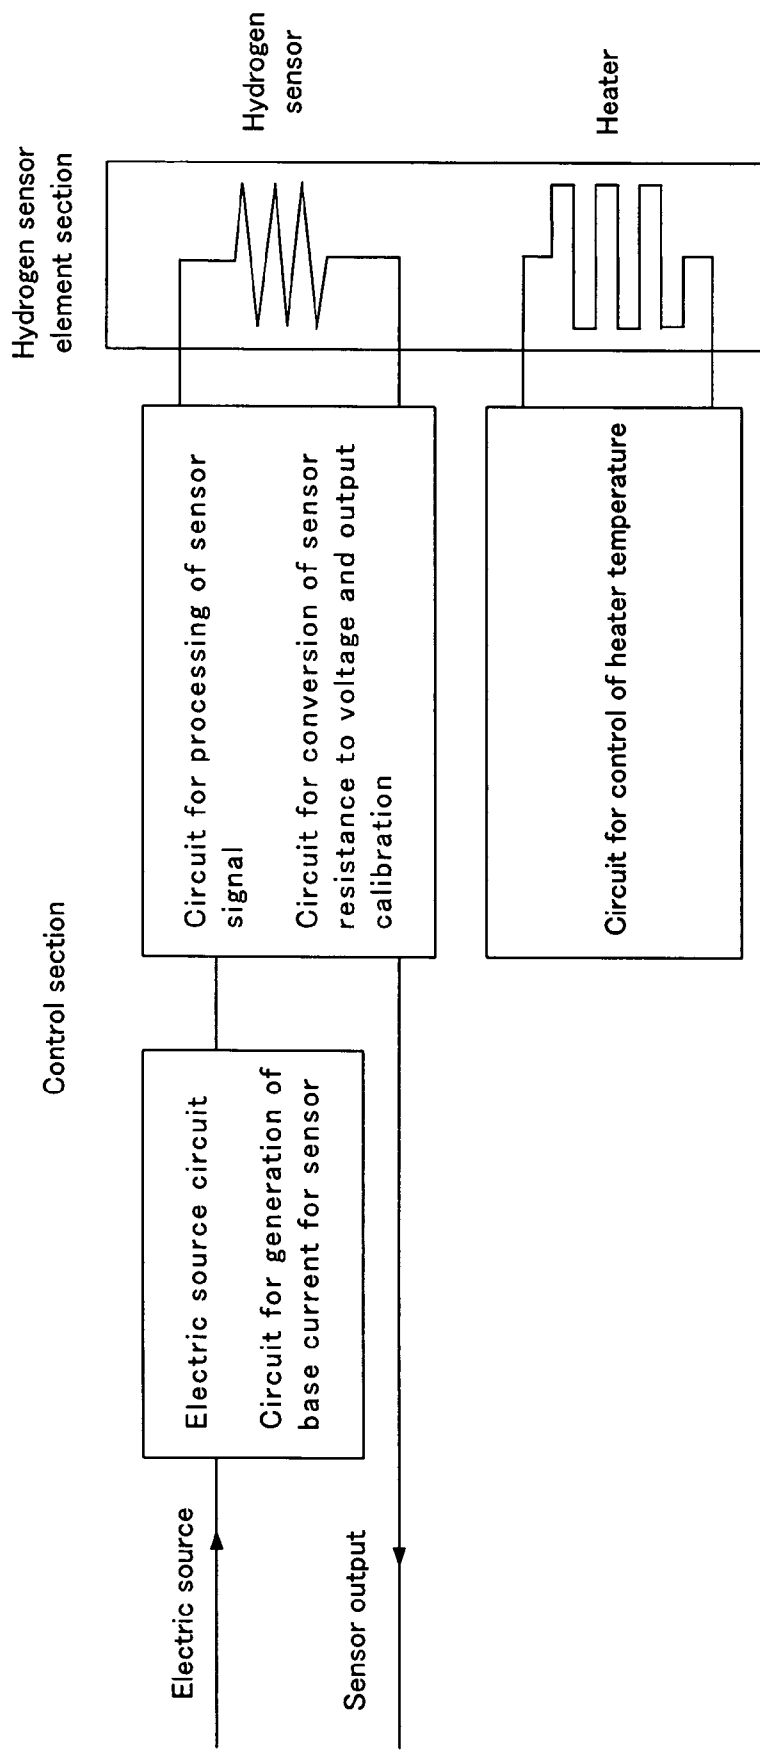 Control section
Hydrogen sensor
element section
Electric source
Electric source circuit
Circuit for generation of
base current for sensor
Circuit for processing of sensor
signal
Circuit for conversion of sensor
resistance to voltage and output
calibration
Hydrogen
sensor
Sensor output
Circuit for control of heater temperature
Heater